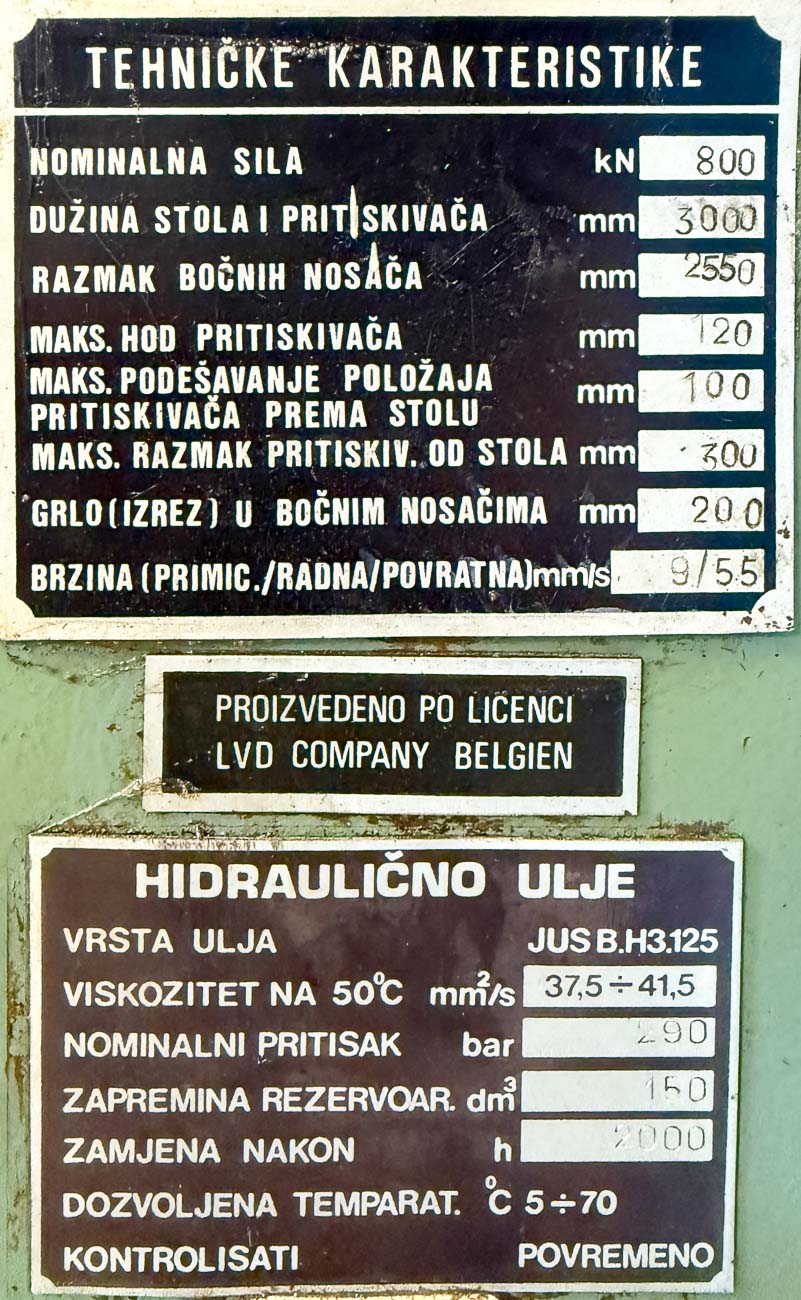 TEHNIČKE KARAKTERISTIKE
NOMINALNA SILA kN 800
DUŽINA STOLA I PRITISKIVAČA mm 3000
RAZMAK BOČNIH NOSAČA mm 2550
MAKS. HOD PRITISKIVAČA mm 120
MAKS. PODEŠAVANJE POLOŽAJA
PRITISKIVAČA PREMA STOLU mm 100
MAKS. RAZMAK PRITISKIV. OD STOLA mm 300
GRLO (IZREZ) U BOČNIM NOSAČIMA mm 200
BRZINA (PRIMIC./RADNA/POVRATNA) mm/s 9/55
PROIZVEDENO PO LICENCI
LVD COMPANY BELGIEN
HIDRAULIČNO ULJE
VRSTA ULJA JUS B.H3.125
VISKOZITET NA 50°C mm²/s 37,5÷41,5
NOMINALNI PRITISAK bar 290
ZAPREMINA REZERVOAR. dm³ 150
ZAMJENA NAKON h 2000
DOZVOLJENA TEMPARAT. °C 5÷70
KONTROLISATI POVREMENO